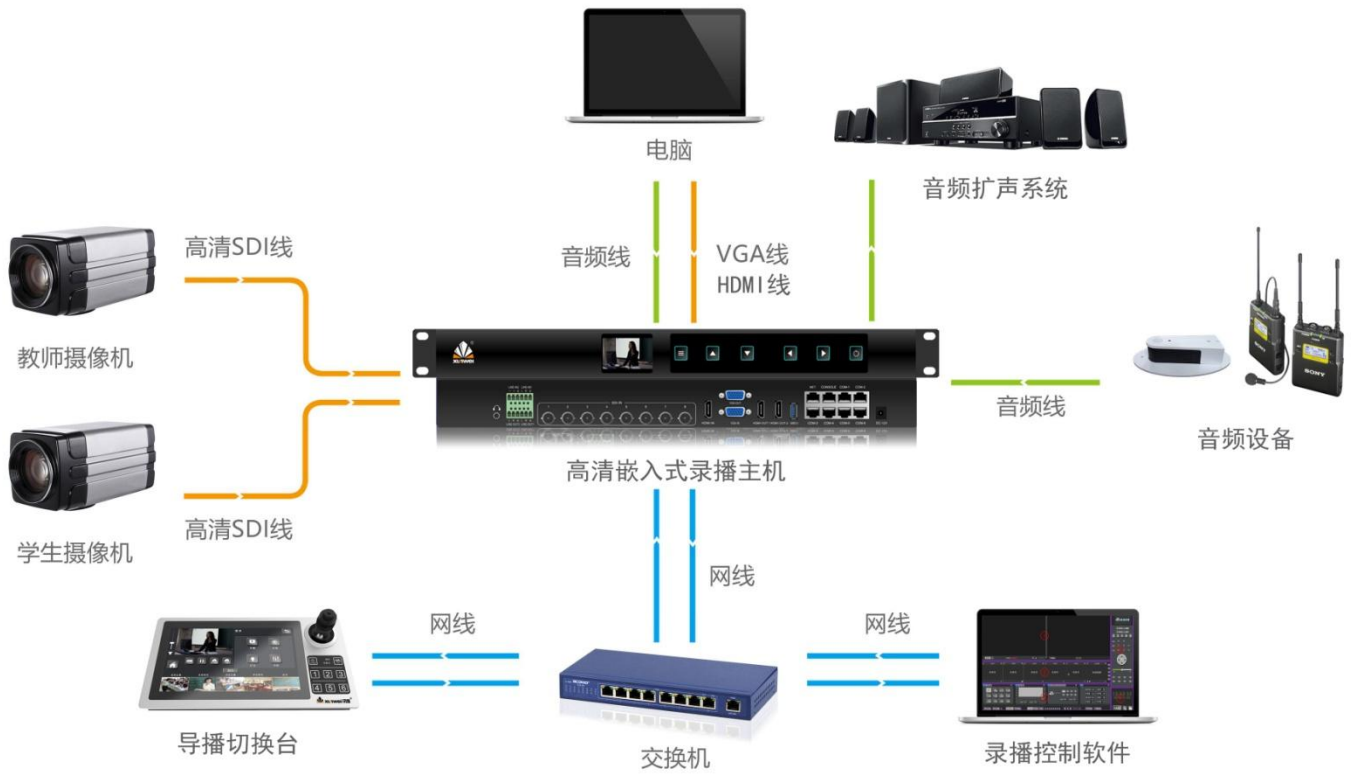 电脑
音频扩声系统
高清SDI线
音频线
VGA线
HDMI线
教师摄像机
SONY
SONY
音频线
音频设备
高清嵌入式录播主机
高清SDI线
学生摄像机
网线
网线
网线
导播切换台
交换机
录播控制软件